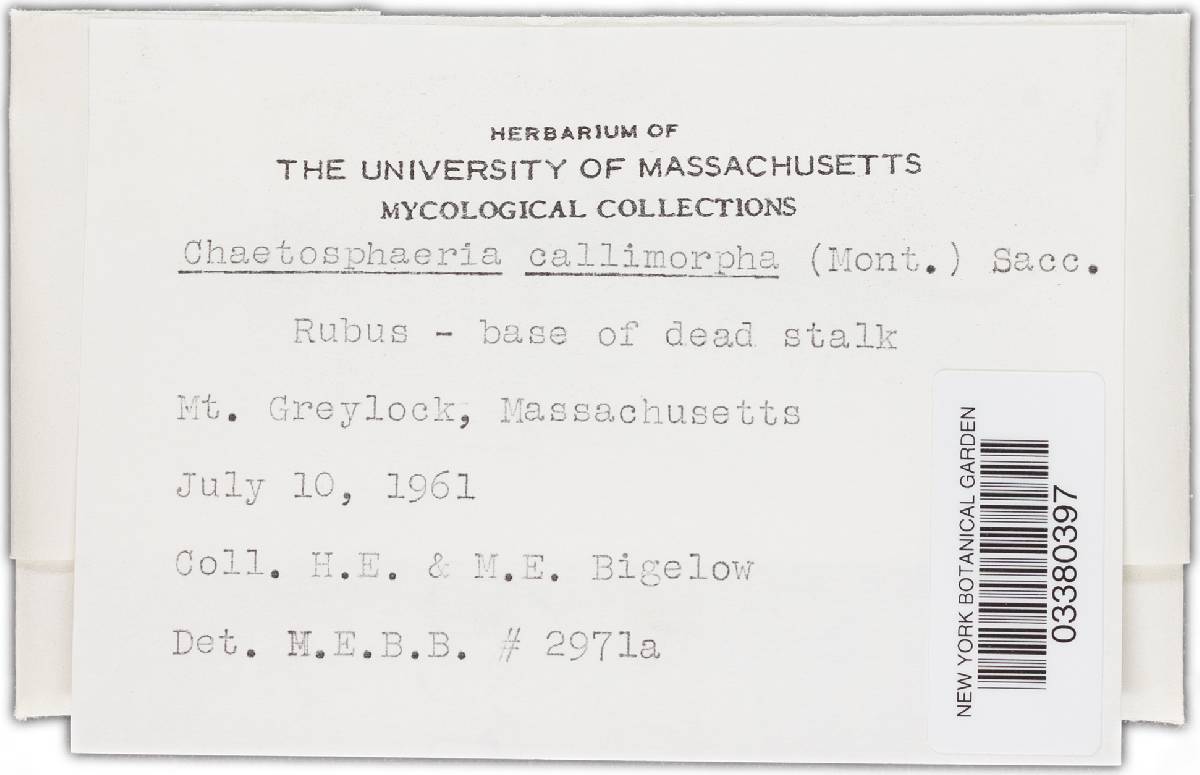 HERBARIUM OF
THE UNIVERSITY OF MASSACHUSETTS
MYCOLOGICAL COLLECTIONS
Chaetosphaeria callimorpha (Mont.) Sacc.
Rubus - base of dead stalk
Mt. Greylock, Massachusetts
July 10, 1961
Coll. H.E. & M.E. Bigelow
Det. M.E.B.B. # 2971a
NEW YORK BOTANICAL GARDEN
03380397